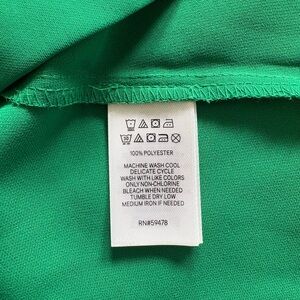 100% POLYESTER
MACHINE WASH COOL
DELICATE CYCLE
WASH WITH LIKE COLORS
ONLY NON-CHLORINE
BLEACH WHEN NEEDED
TUMBLE DRY LOW
MEDIUM IRON IF NEEDED
RN#59478